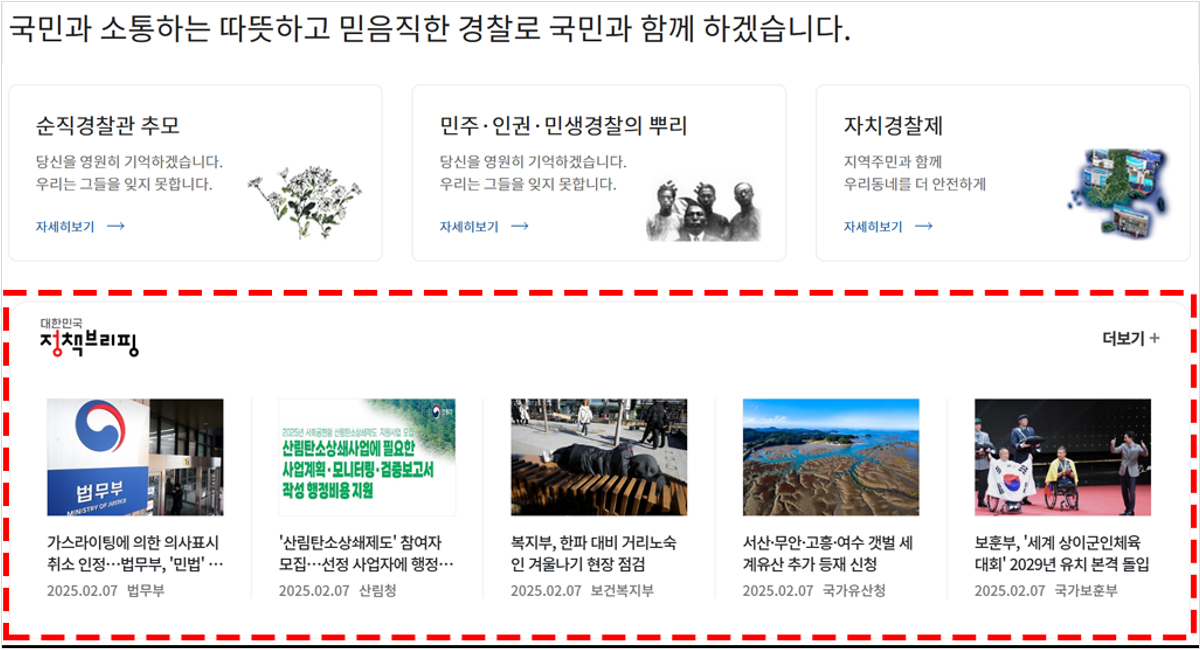 국민과 소통하는 따뜻하고 믿음직한 경찰로 국민과 함께 하겠습니다.
순직경찰관 추모
당신을 영원히 기억하겠습니다.
우리는 그들을 잊지 못합니다.
자세히보기
민주·인권·민생경찰의 뿌리
당신을 영원히 기억하겠습니다.
우리는 그들을 잊지 못합니다.
자세히보기
자치경찰제
지역주민과 함께
우리동네를 더 안전하게
자세히보기
대한민국
정책브리핑
더보기 +
법무부
MINISTRY OF JUSTICE
가스라이팅에 의한 의사표시
취소 인정…법무부, '민법' …
2025.02.07 법무부
산림청
2025년 사회공헌형 산림탄소상쇄제도 지원사업 모집
산림탄소상쇄사업에 필요한
사업계획·모니터링·검증보고서
작성 행정비용 지원
'산림탄소상쇄제도' 참여자
모집…선정 사업자에 행정…
2025.02.07 산림청
복지부, 한파 대비 거리노숙
인 겨울나기 현장 점검
2025.02.07 보건복지부
서산·무안·고흥·여수 갯벌 세
계유산 추가 등재 신청
2025.02.07 국가유산청
보훈부, '세계 상이군인체육
대회' 2029년 유치 본격 돌입
2025.02.07 국가보훈부